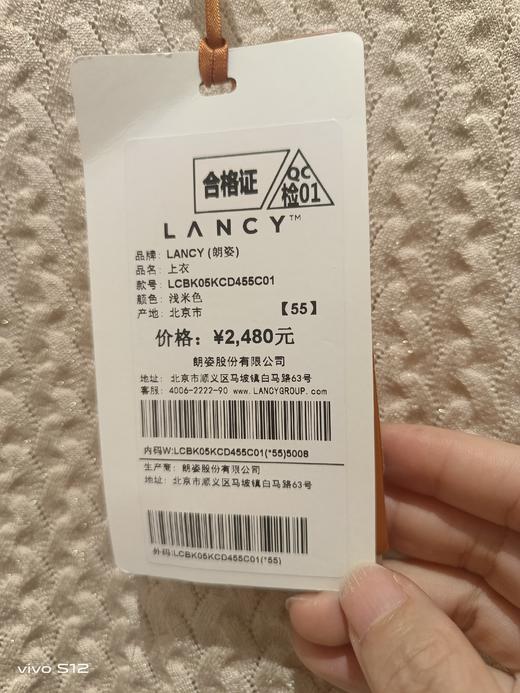 合格证
QC
检01
LANCY™
品牌: LANCY (朗姿)
品名: 上衣
款号: LCBK05KCD455C01
颜色: 浅米色
产地: 北京市 【55】
价格: ¥2,480元
朗姿股份有限公司
地址: 北京市顺义区马坡镇白马路63号
客服: 4006-2222-90 www.LANCYGROUP.com
内码W:LCBK05KCD455C01(*55)5008
生产商: 朗姿股份有限公司
地址: 北京市顺义区马坡镇白马路63号
外码:LCBK05KCD455C01(*55)
vivo S12